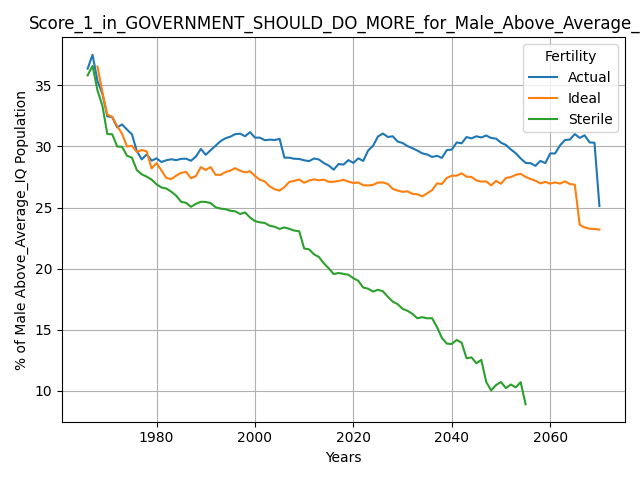 Score_1_in_GOVERNMENT_SHOULD_DO_MORE_for_Male_Above_Average_
% of Male Above_Average_IQ Population
35
30
25
20
15
10
Fertility
Actual
Ideal
Sterile
1980
2000
2020
2040
2060
Years